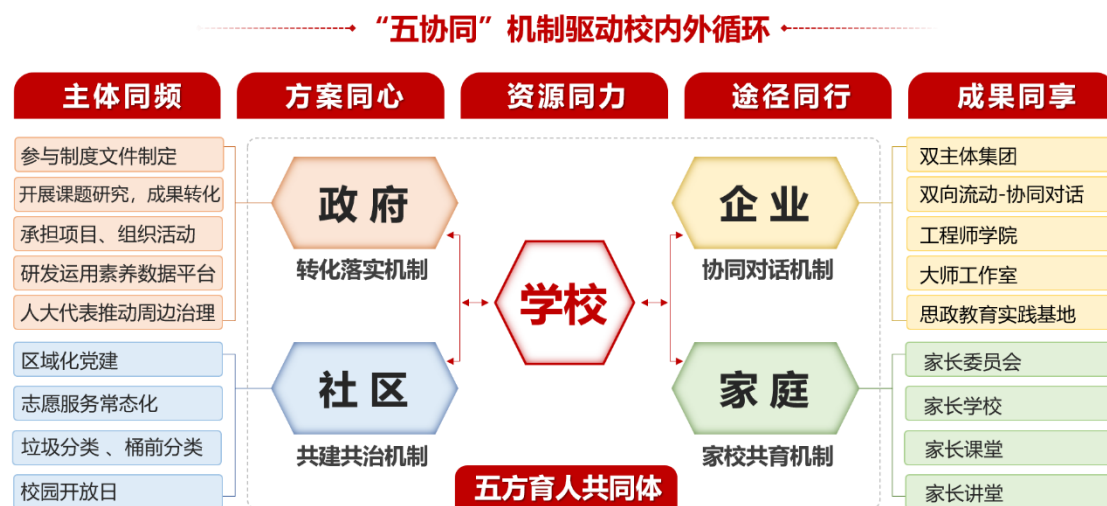 “五协同”机制驱动校内外循环
主体同频
方案同心
资源同力
途径同行
成果同享
参与制度文件制定
开展课题研究，成果转化
承担项目、组织活动
研发运用素养数据平台
人大代表推动周边治理
区域化党建
志愿服务常态化
垃圾分类 、桶前分类
校园开放日
政府
转化落实机制
社区
共建共治机制
学校
企业
协同对话机制
家庭
家校共育机制
五方育人共同体
双主体集团
双向流动-协同对话
工程师学院
大师工作室
思政教育实践基地
家长委员会
家长学校
家长课堂
家长讲堂